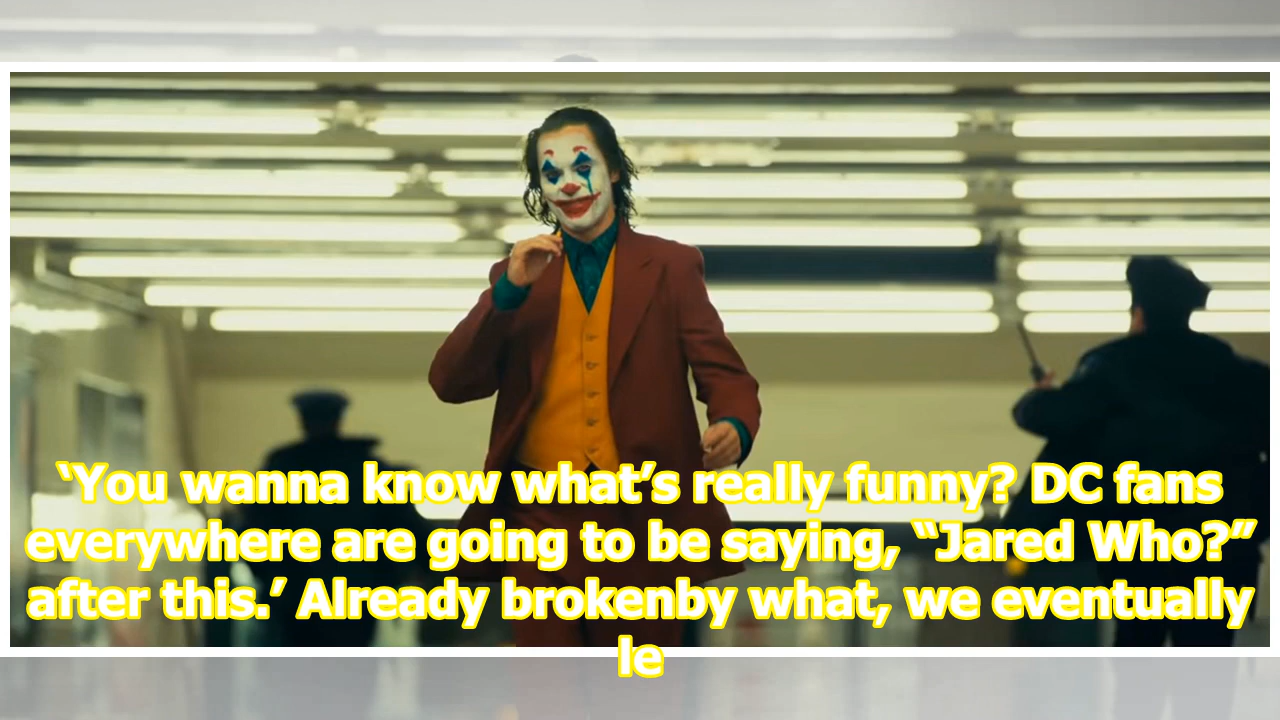 ‘You wanna know what’s really funny? DC fans
everywhere are going to be saying, “Jared Who?”
after this.’ Already brokenby what, we eventually
le